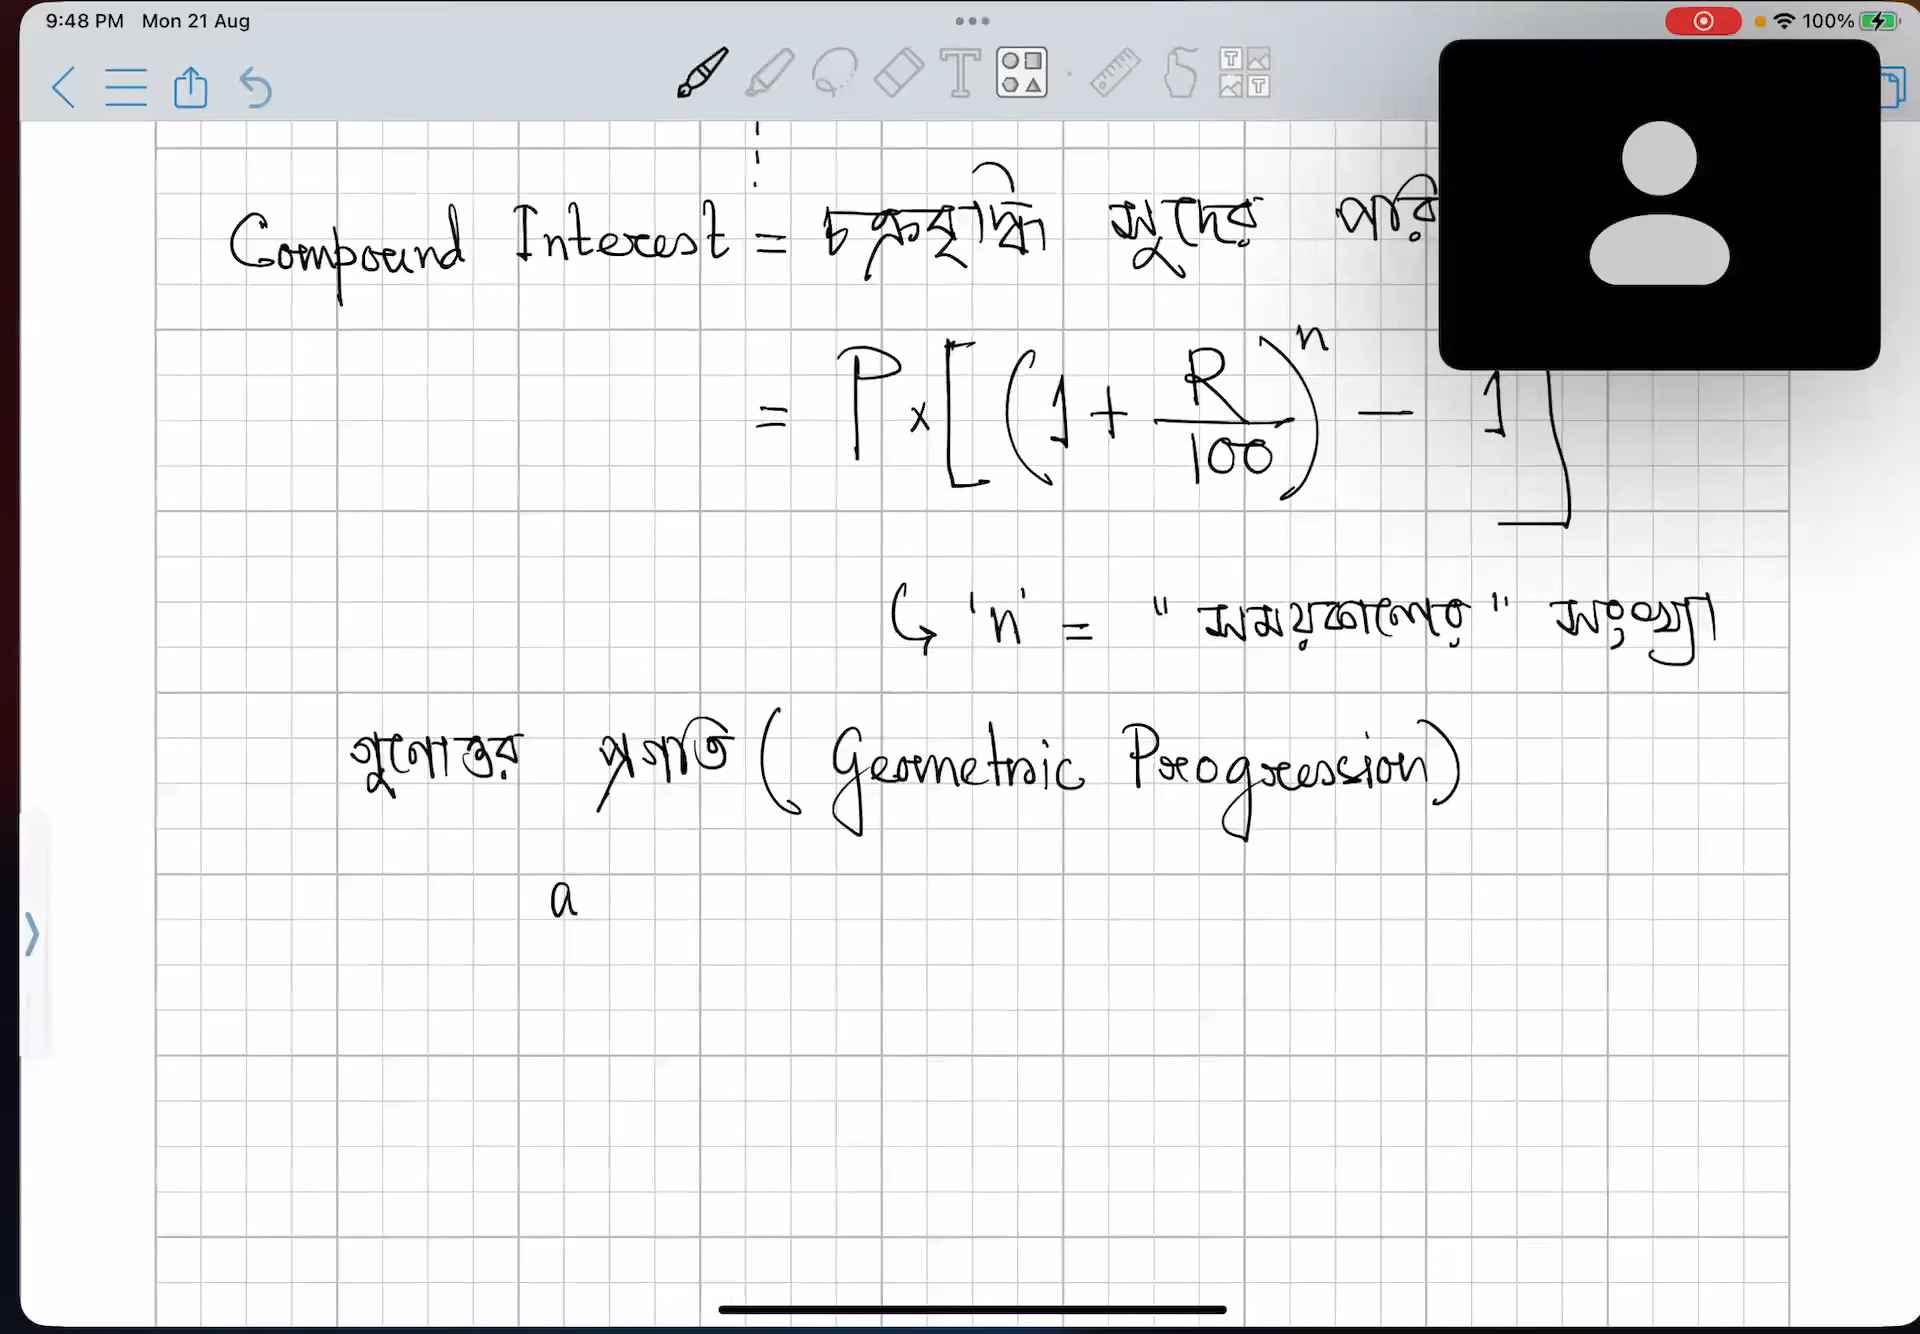 9:48 PM Mon 21 Aug
100%
Compound Interest = চক্রবৃদ্ধি সুদের
= P × [ ( 1 + R/100 )^n - 1 ]
↳ 'n' = "সময়কালের" সংখ্যা
গুণোত্তর প্রগতি ( Geometric Progression)
a